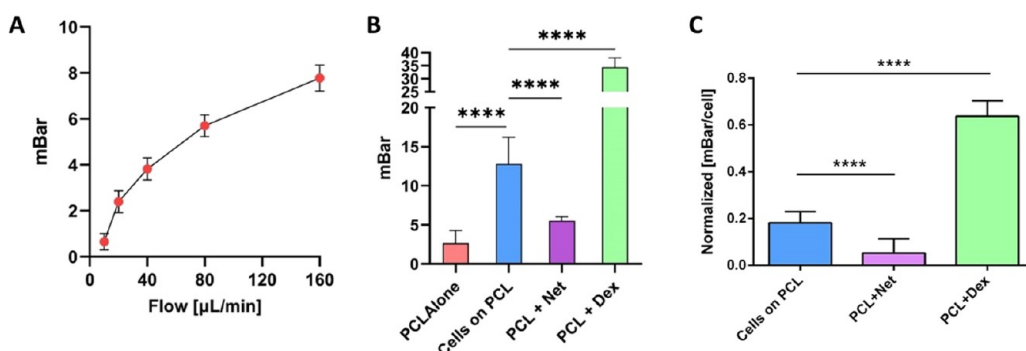 A
mBar
10
8
6
4
2
0
0
40
80
120
160
Flow [µL/min]
B
mBar
40
35
30
25
20
15
10
5
0
****
****
****
PCLAlone
Cells on PCL
PCL + Net
PCL + Dex
C
Normalized [mBar/cell]
0.8
0.6
0.4
0.2
0.0
****
****
Cells on PCL
PCL+Net
PCL+Dex